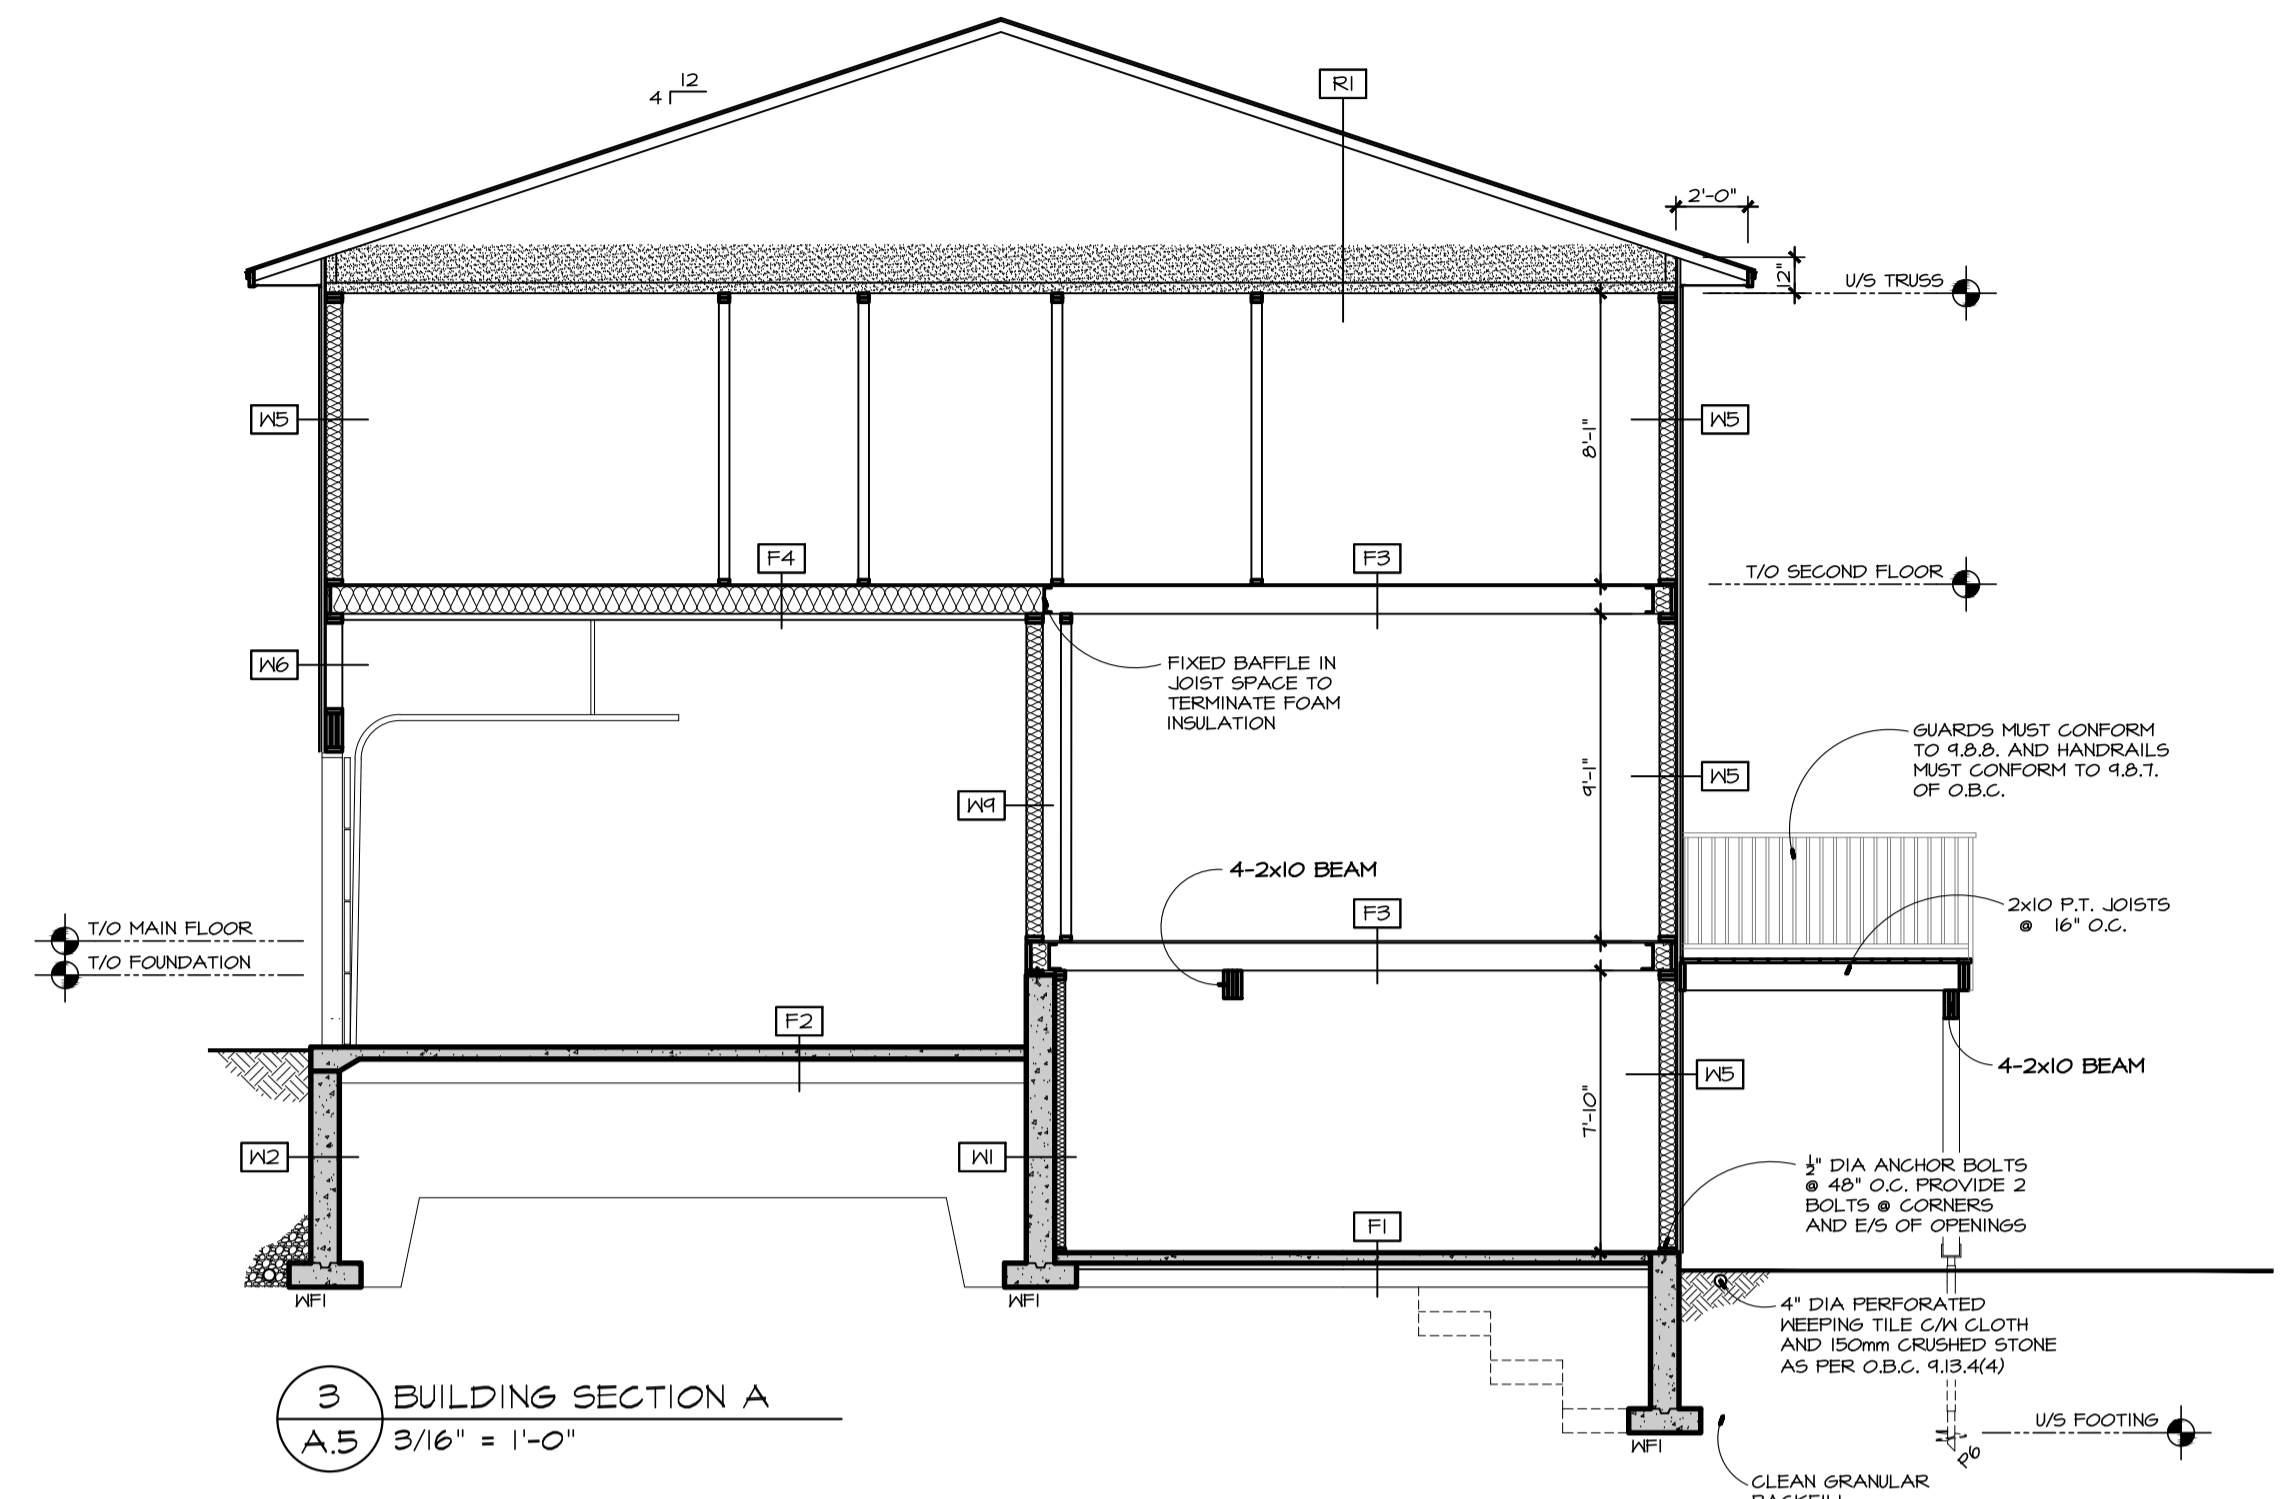 12
4
R1
2'-0"
12"
U/S TRUSS
W5
8'-1"
W5
F4
F3
T/O SECOND FLOOR
W6
FIXED BAFFLE IN
JOIST SPACE TO
TERMINATE FOAM
INSULATION
9'-1"
W5
GUARDS MUST CONFORM
TO 9.8.8. AND HANDRAILS
MUST CONFORM TO 9.8.7.
OF O.B.C.
W9
4-2x10 BEAM
F3
2x10 P.T. JOISTS
@ 16" O.C.
T/O MAIN FLOOR
T/O FOUNDATION
F2
4-2x10 BEAM
W5
7'-10"
W2
W1
½" DIA ANCHOR BOLTS
@ 48" O.C. PROVIDE 2
BOLTS @ CORNERS
AND E/S OF OPENINGS
F1
WF1
WF1
4" DIA PERFORATED
WEEPING TILE C/W CLOTH
AND 150mm CRUSHED STONE
AS PER O.B.C. 9.13.4(4)
3
BUILDING SECTION A
A.5
3/16" = 1'-0"
WF1
U/S FOOTING
P6
CLEAN GRANULAR